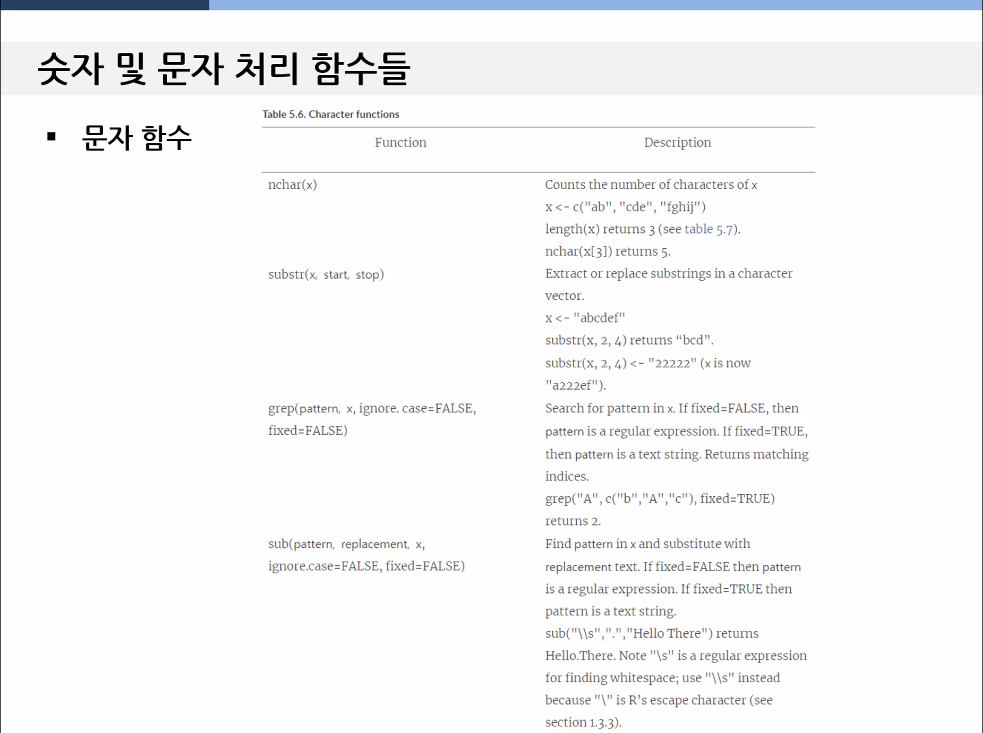 숫자 및 문자 처리 함수들
▪ 문자 함수
Table 5.6. Character functions
Function Description
nchar(x) Counts the number of characters of x
x <- c("ab", "cde", "fghij")
length(x) returns 3 (see table 5.7).
nchar(x[3]) returns 5.
substr(x, start, stop) Extract or replace substrings in a character
vector.
x <- "abcdef"
substr(x, 2, 4) returns “bcd”.
substr(x, 2, 4) <- "22222" (x is now
"a222ef").
grep(pattern, x, ignore. case=FALSE, Search for pattern in x. If fixed=FALSE, then
fixed=FALSE) pattern is a regular expression. If fixed=TRUE,
then pattern is a text string. Returns matching
indices.
grep("A", c("b","A","c"), fixed=TRUE)
returns 2.
sub(pattern, replacement, x, Find pattern in x and substitute with
ignore.case=FALSE, fixed=FALSE) replacement text. If fixed=FALSE then pattern
is a regular expression. If fixed=TRUE then
pattern is a text string.
sub("\\s",".","Hello There") returns
Hello.There. Note "\s" is a regular expression
for finding whitespace; use "\\s" instead
because "\" is R’s escape character (see
section 1.3.3).